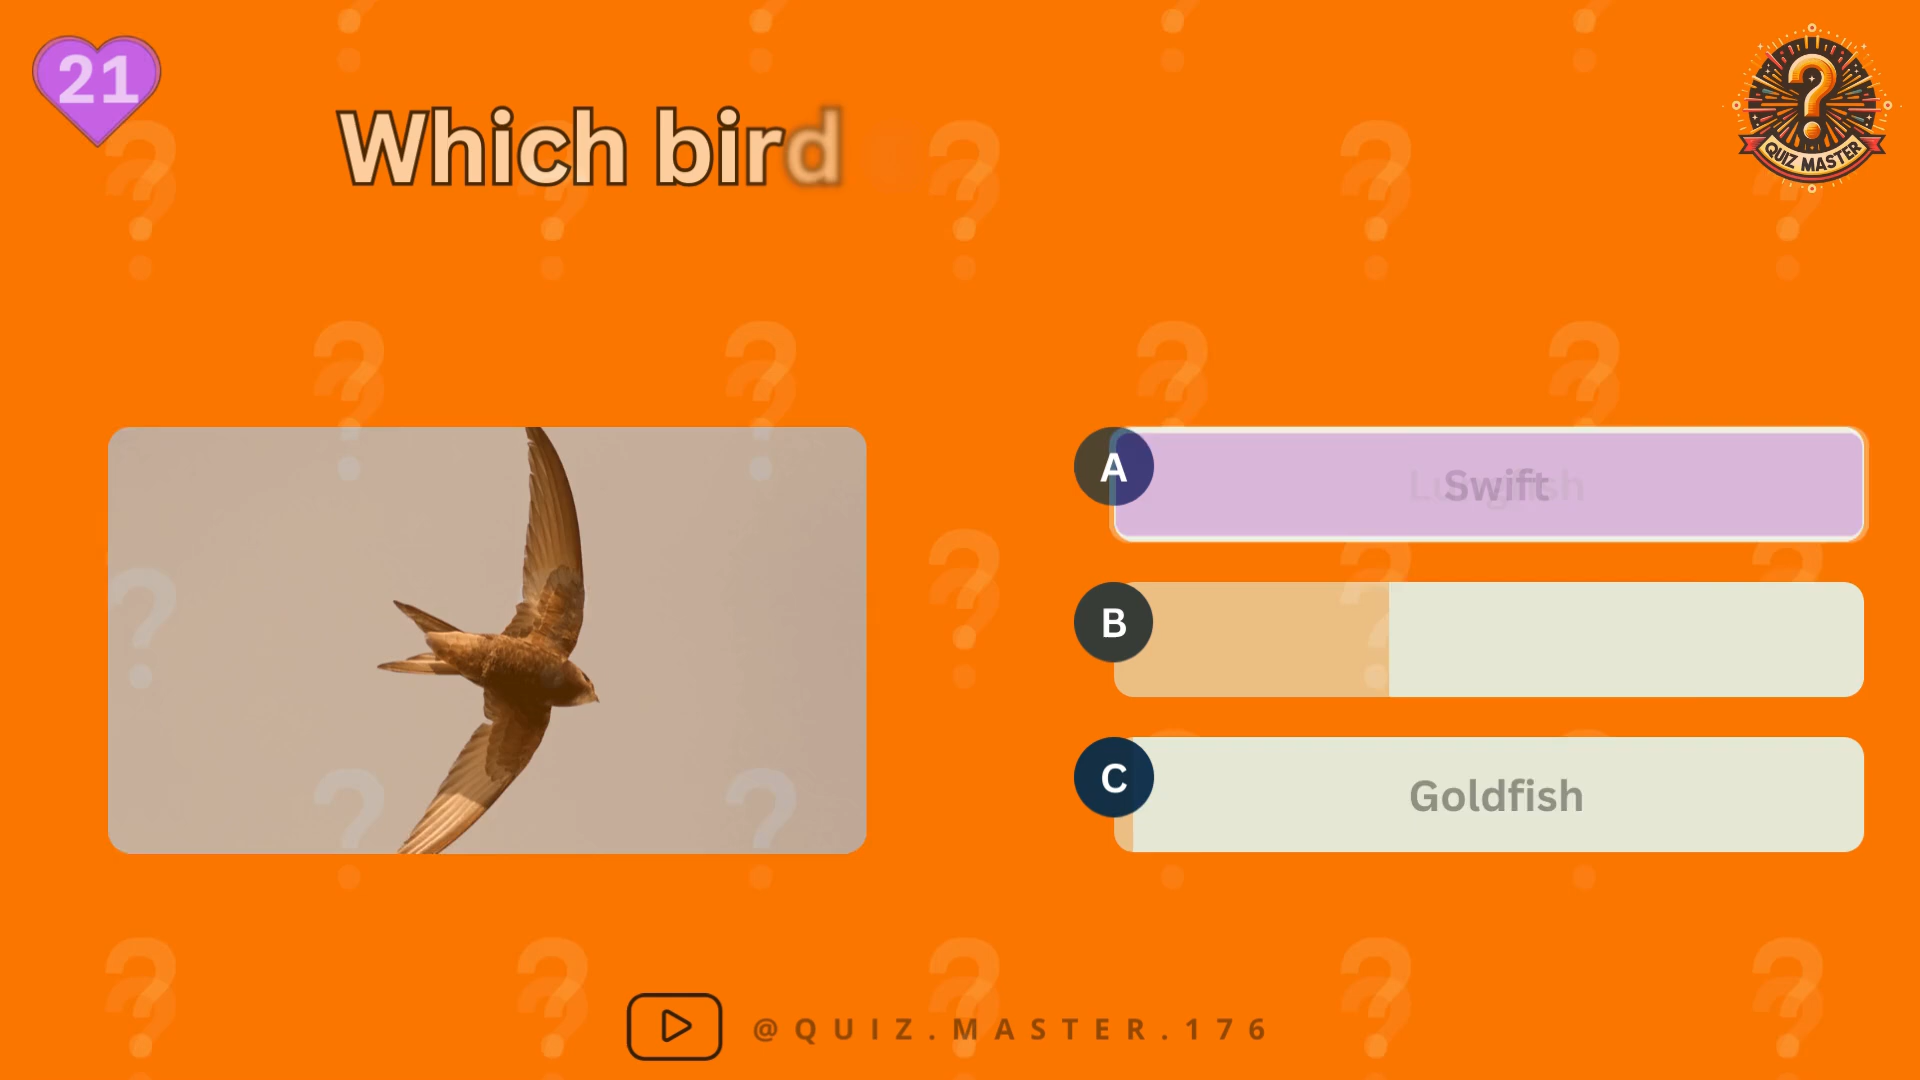 21
Which bird
QUIZ MASTER
A
Swift
B
C
Goldfish
@QUIZ.MASTER.176